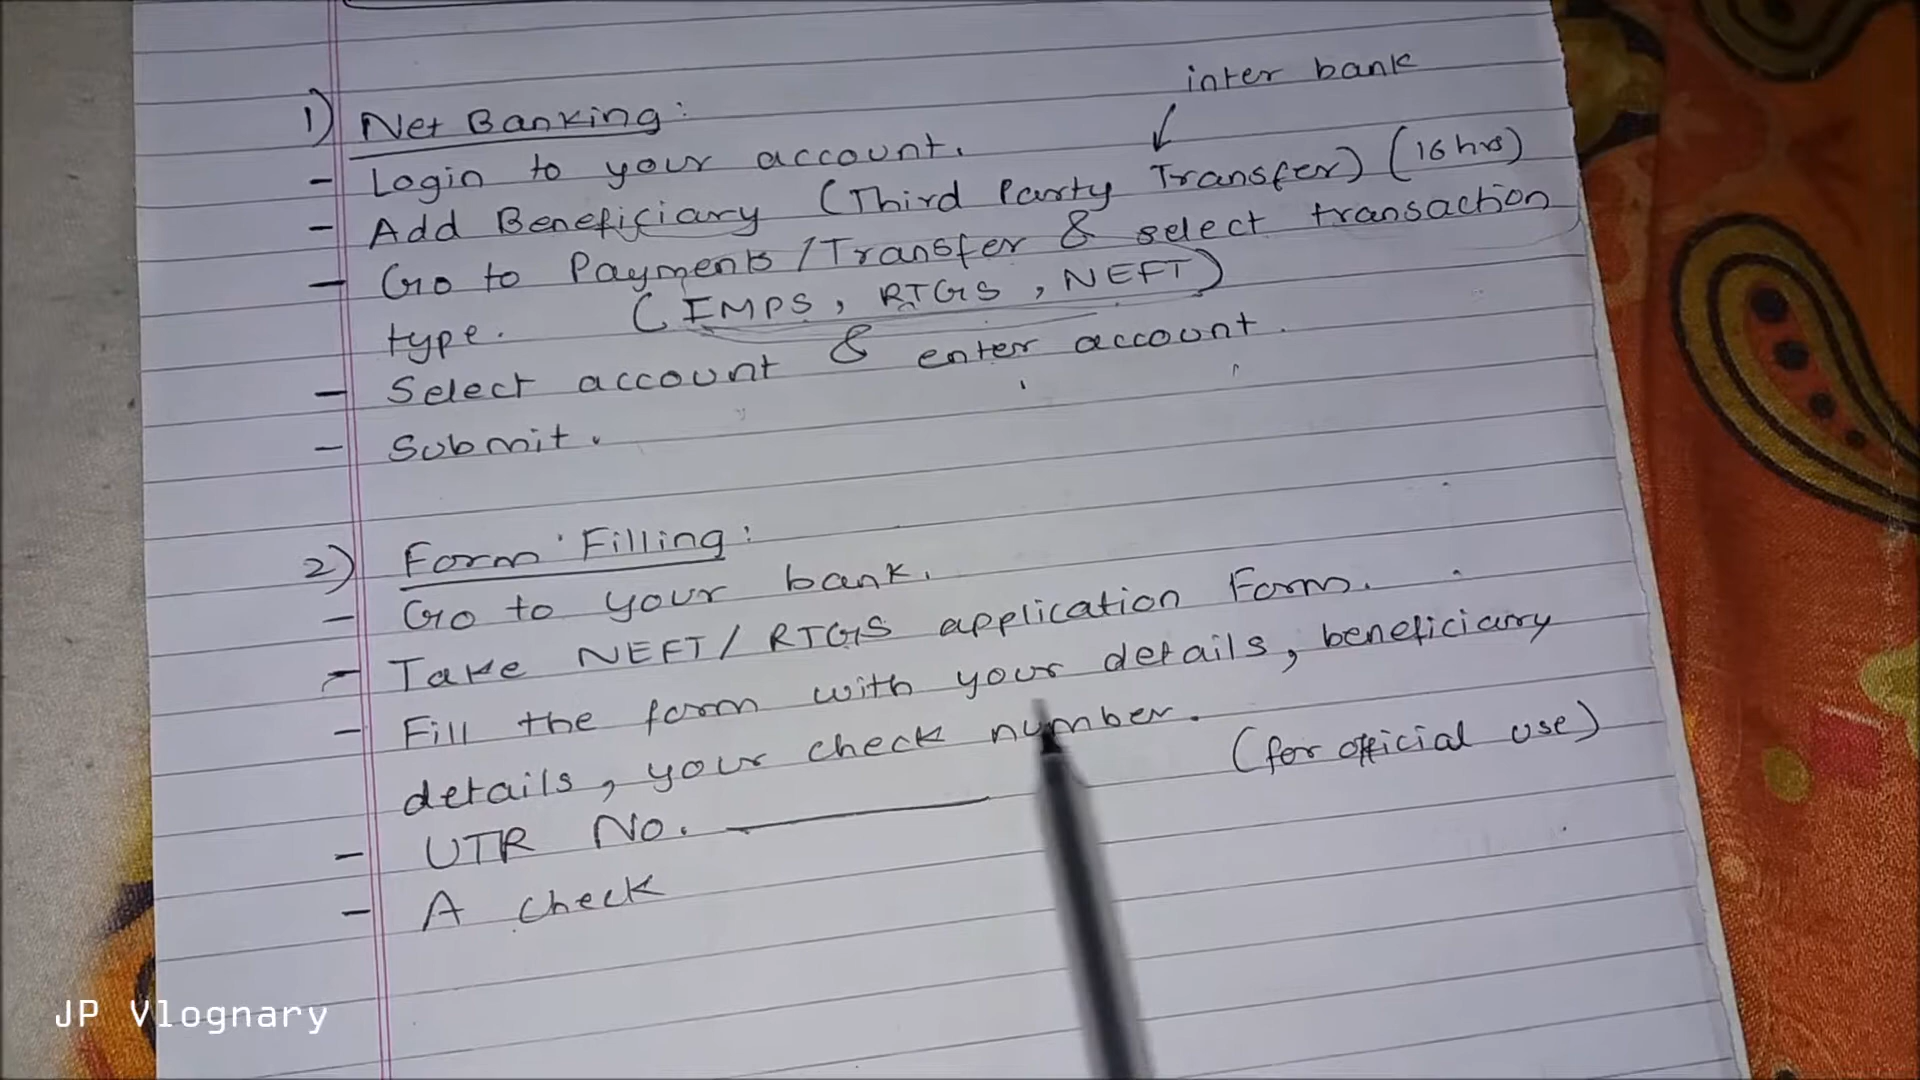 inter bank
1) Net Banking:
- Login to your account.
- Add Beneficiary (Third Party Transfer) (16 hrs)
- Go to Payments/Transfer & select transaction
type. (IMPS, RTGS, NEFT)
- Select account & enter account.
- Submit.
2) Form Filling:
- Go to your bank.
- Take NEFT/RTGS application Form.
- Fill the form with your details, beneficiary
details, your check number.
(for official use)
- UTR No.
- A check
JP Vlognary